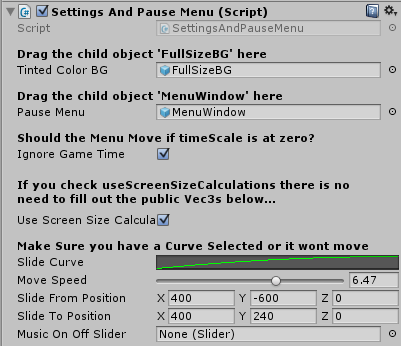 Settings And Pause Menu (Script)
Script SettingsAndPauseMenu
Drag the child object 'FullSizeBG' here
Tinted Color BG FullSizeBG
Drag the child object 'MenuWindow' here
Pause Menu MenuWindow
Should the Menu Move if timeScale is at zero?
Ignore Game Time
If you check useScreenSizeCalculations there is no
need to fill out the public Vec3s below...
Use Screen Size Calcula
Make Sure you have a Curve Selected or it wont move
Slide Curve
Move Speed 6.47
Slide From Position X 400 Y -600 Z 0
Slide To Position X 400 Y 240 Z 0
Music On Off Slider None (Slider)